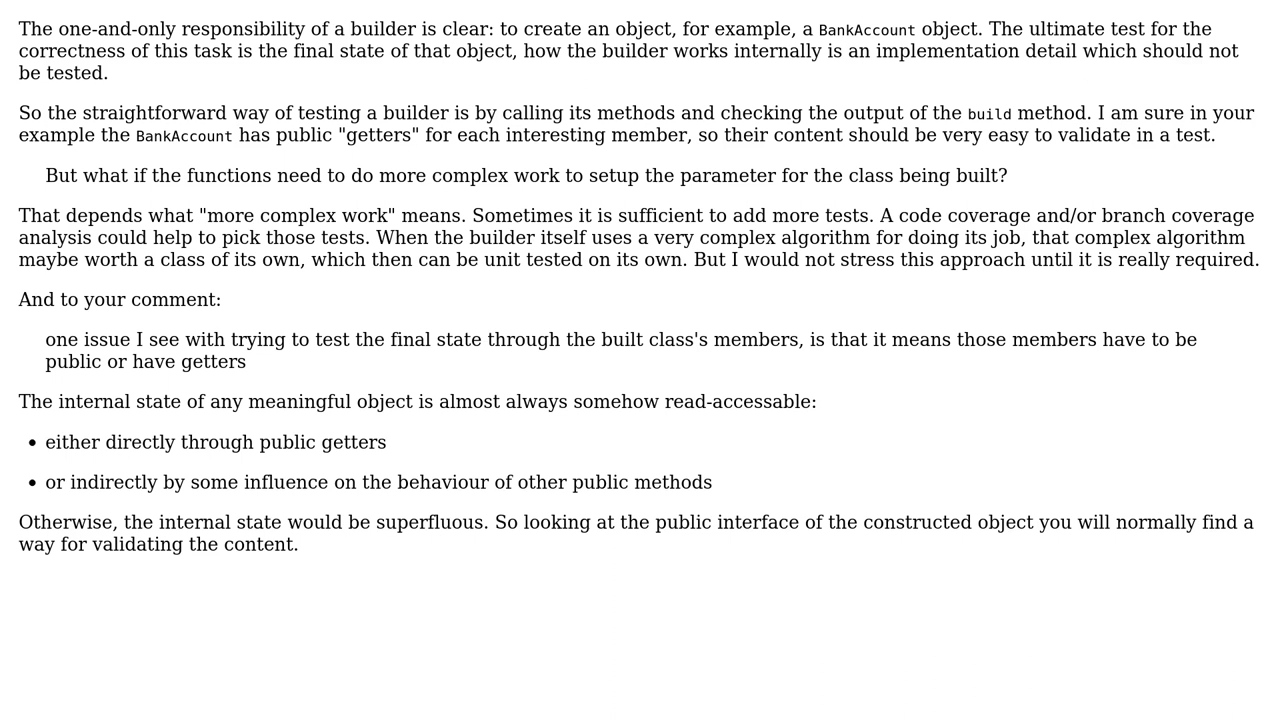 The one-and-only responsibility of a builder is clear: to create an object, for example, a BankAccount object. The ultimate test for the
correctness of this task is the final state of that object, how the builder works internally is an implementation detail which should not
be tested.
So the straightforward way of testing a builder is by calling its methods and checking the output of the build method. I am sure in your
example the BankAccount has public "getters" for each interesting member, so their content should be very easy to validate in a test.
But what if the functions need to do more complex work to setup the parameter for the class being built?
That depends what "more complex work" means. Sometimes it is sufficient to add more tests. A code coverage and/or branch coverage
analysis could help to pick those tests. When the builder itself uses a very complex algorithm for doing its job, that complex algorithm
maybe worth a class of its own, which then can be unit tested on its own. But I would not stress this approach until it is really required.
And to your comment:
one issue I see with trying to test the final state through the built class's members, is that it means those members have to be
public or have getters
The internal state of any meaningful object is almost always somehow read-accessable:
• either directly through public getters
• or indirectly by some influence on the behaviour of other public methods
Otherwise, the internal state would be superfluous. So looking at the public interface of the constructed object you will normally find a
way for validating the content.